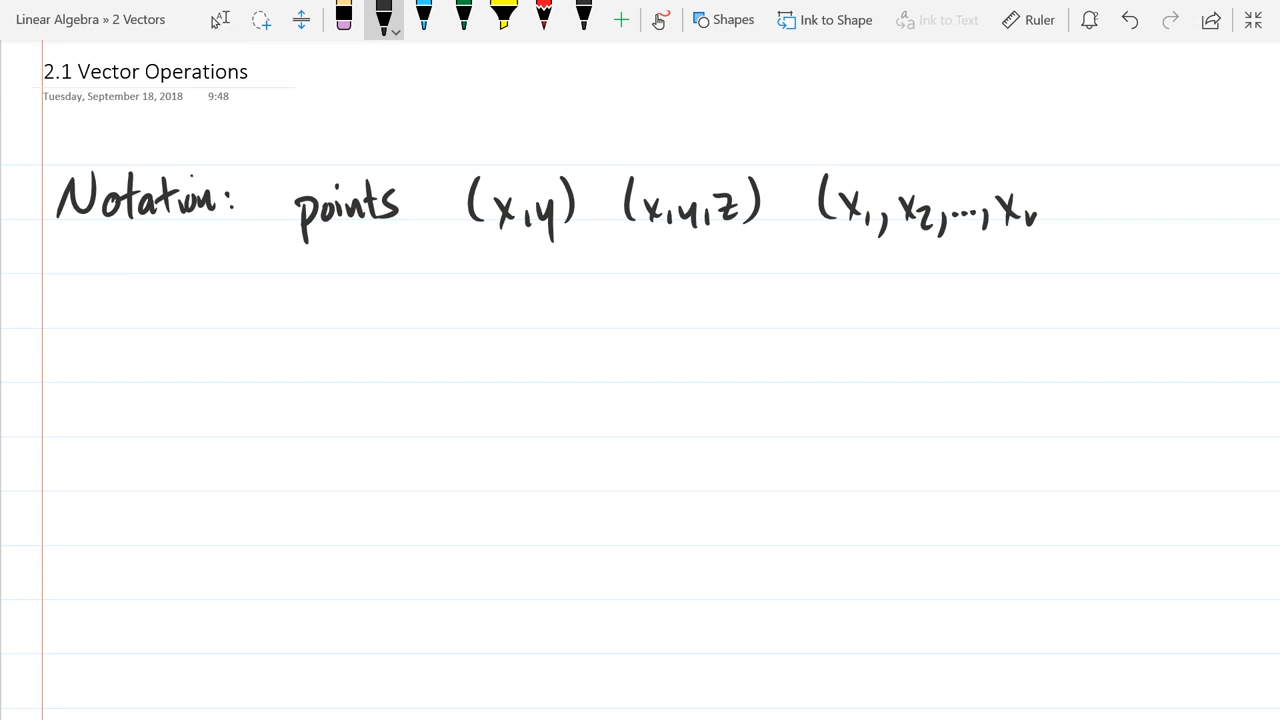 Linear Algebra » 2 Vectors Shapes Ink to Shape Ink to Text Ruler
2.1 Vector Operations
Tuesday, September 18, 2018 9:48
Notation: points (x,y) (x,y,z) (x₁, x₂,..., x